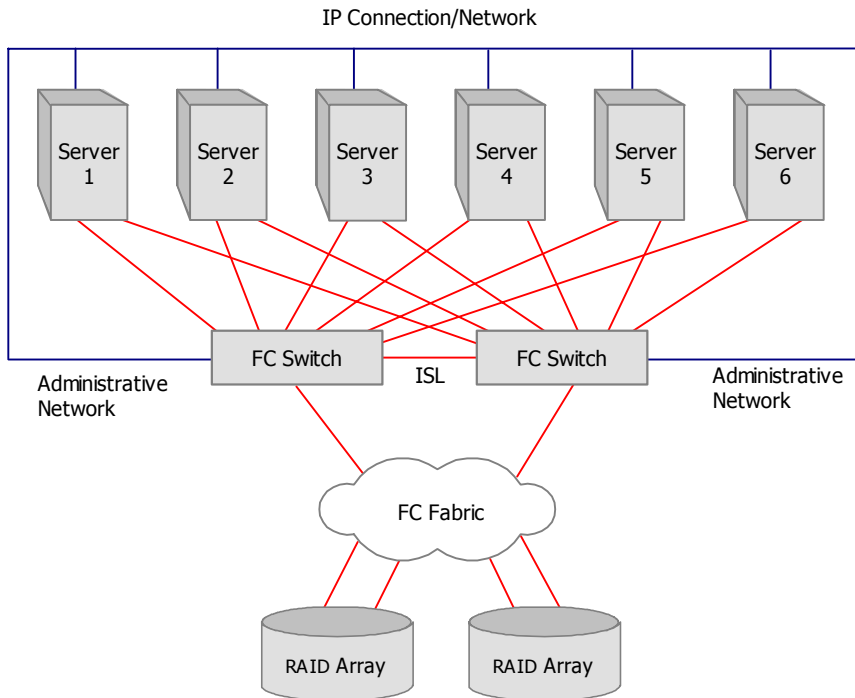 IP Connection/Network
Server
1
Server
2
Server
3
Server
4
Server
5
Server
6
FC Switch
FC Switch
ISL
Administrative
Network
Administrative
Network
FC Fabric
RAID Array
RAID Array